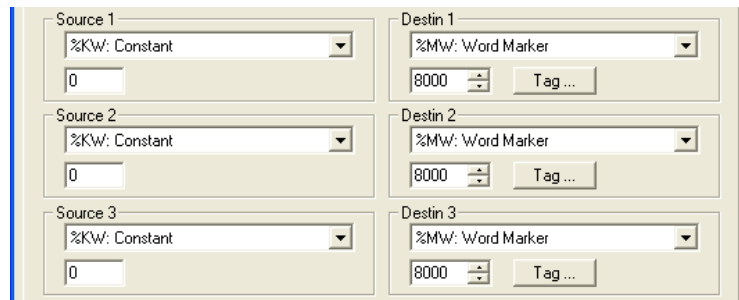 Source 1
%KW: Constant
0
Destin 1
%MW: Word Marker
8000
Tag ...
Source 2
%KW: Constant
0
Destin 2
%MW: Word Marker
8000
Tag ...
Source 3
%KW: Constant
0
Destin 3
%MW: Word Marker
8000
Tag ...